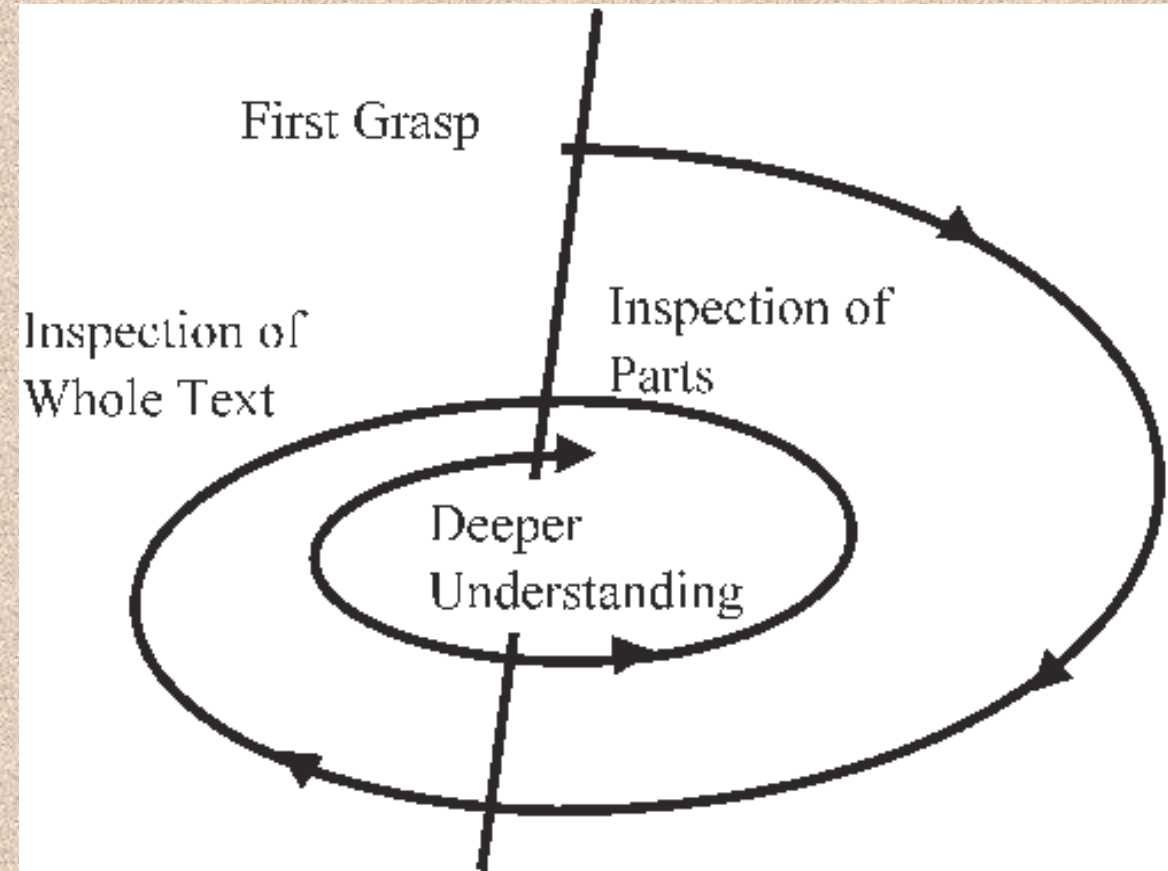 First Grasp
Inspection of
Parts
Inspection of
Whole Text
Deeper
Understanding